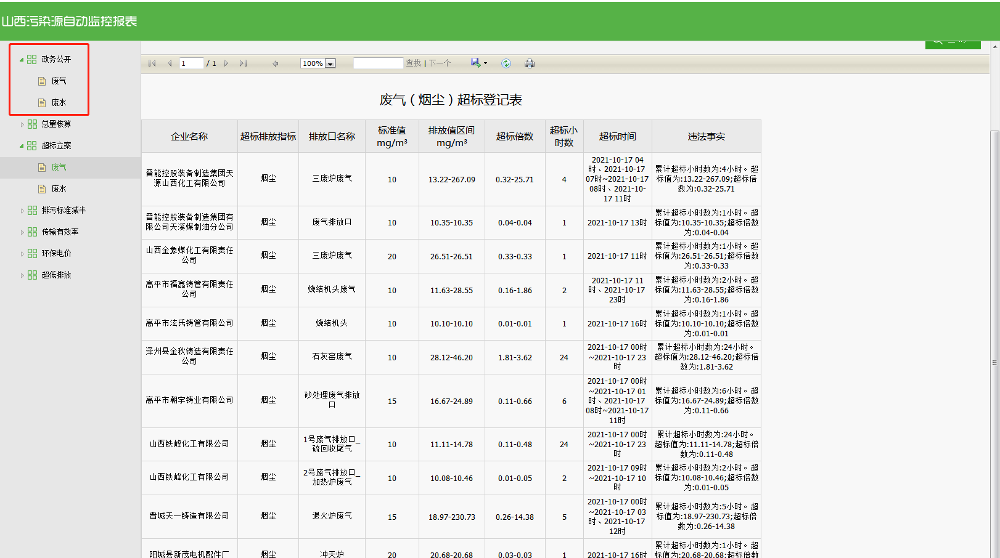 山西污染源自动监控报表
政务公开
废气
废水
总量核算
超标立案
废气
废水
排污标准减半
传输有效率
环保电价
超低排放
1 / 1 100% 查找 | 下一个
废气（烟尘）超标登记表
企业名称 超标排放指标 排放口名称 标准值 mg/m³ 排放值区间 mg/m³ 超标倍数 超标小时数 超标时间 违法事实
晋能控股装备制造集团天源山西化工有限公司 烟尘 三废炉废气 10 13.22-267.09 0.32-25.71 4 2021-10-17 04时、2021-10-17 07时~2021-10-17 08时、2021-10-17 11时 累计超标小时数为:4小时。超标值为:13.22-267.09;超标倍数为:0.32-25.71
晋能控股装备制造集团有限公司天溪煤制油分公司 烟尘 废气排放口 10 10.35-10.35 0.04-0.04 1 2021-10-17 13时 累计超标小时数为:1小时。超标值为:10.35-10.35;超标倍数为:0.04-0.04
山西金象煤化工有限责任公司 烟尘 三废炉废气 20 26.51-26.51 0.33-0.33 1 2021-10-17 11时 累计超标小时数为:1小时。超标值为:26.51-26.51;超标倍数为:0.33-0.33
高平市福鑫铸管有限责任公司 烟尘 烧结机头废气 10 11.63-28.55 0.16-1.86 2 2021-10-17 11时、2021-10-17 23时 累计超标小时数为:2小时。超标值为:11.63-28.55;超标倍数为:0.16-1.86
高平市泫氏铸管有限公司 烟尘 烧结机头 10 10.10-10.10 0.01-0.01 1 2021-10-17 16时 累计超标小时数为:1小时。超标值为:10.10-10.10;超标倍数为:0.01-0.01
泽州县金秋铸造有限责任公司 烟尘 石灰窑废气 10 28.12-46.20 1.81-3.62 24 2021-10-17 00时~2021-10-17 23时 累计超标小时数为:24小时。超标值为:28.12-46.20;超标倍数为:1.81-3.62
高平市朝宇铸业有限公司 烟尘 砂处理废气排放口 15 16.67-24.89 0.11-0.66 6 2021-10-17 00时~2021-10-17 01时、2021-10-17 08时~2021-10-17 11时 累计超标小时数为:6小时。超标值为:16.67-24.89;超标倍数为:0.11-0.66
山西铁峰化工有限公司 烟尘 1号废气排放口_硫回收尾气 10 11.11-14.78 0.11-0.48 24 2021-10-17 00时~2021-10-17 23时 累计超标小时数为:24小时。超标值为:11.11-14.78;超标倍数为:0.11-0.48
山西铁峰化工有限公司 烟尘 2号废气排放口_加热炉废气 10 10.08-10.46 0.01-0.05 2 2021-10-17 09时~2021-10-17 10时 累计超标小时数为:2小时。超标值为:10.08-10.46;超标倍数为:0.01-0.05
晋城天一铸造有限公司 烟尘 退火炉废气 15 18.97-230.73 0.26-14.38 5 2021-10-17 00时~2021-10-17 03时、2021-10-17 12时 累计超标小时数为:5小时。超标值为:18.97-230.73;超标倍数为:0.26-14.38
阳城县新茂电机配件厂 烟尘 冲天炉 20 20.68-20.68 0.03-0.03 1 2021-10-17 16时 累计超标小时数为:1小时。超标值为:20.68-20.68;超标倍数